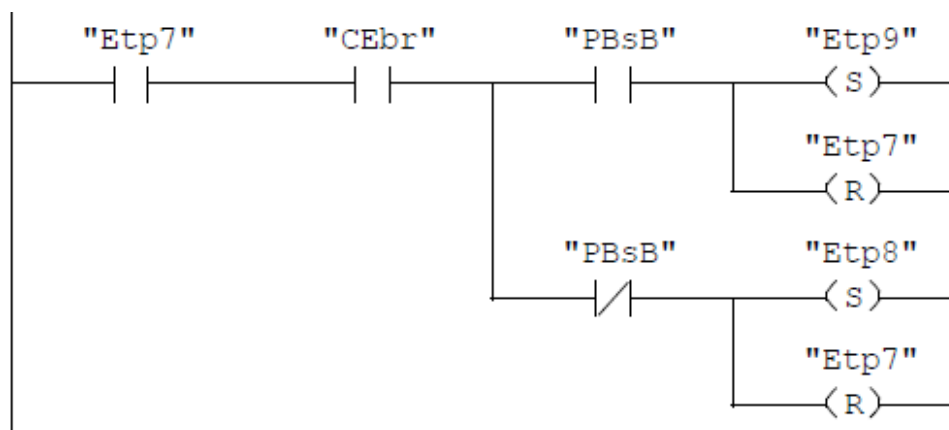 "Etp7" "CEbr" "PBsB" "Etp9"
(S)
"Etp7"
(R)
"PBsB" "Etp8"
(S)
"Etp7"
(R)